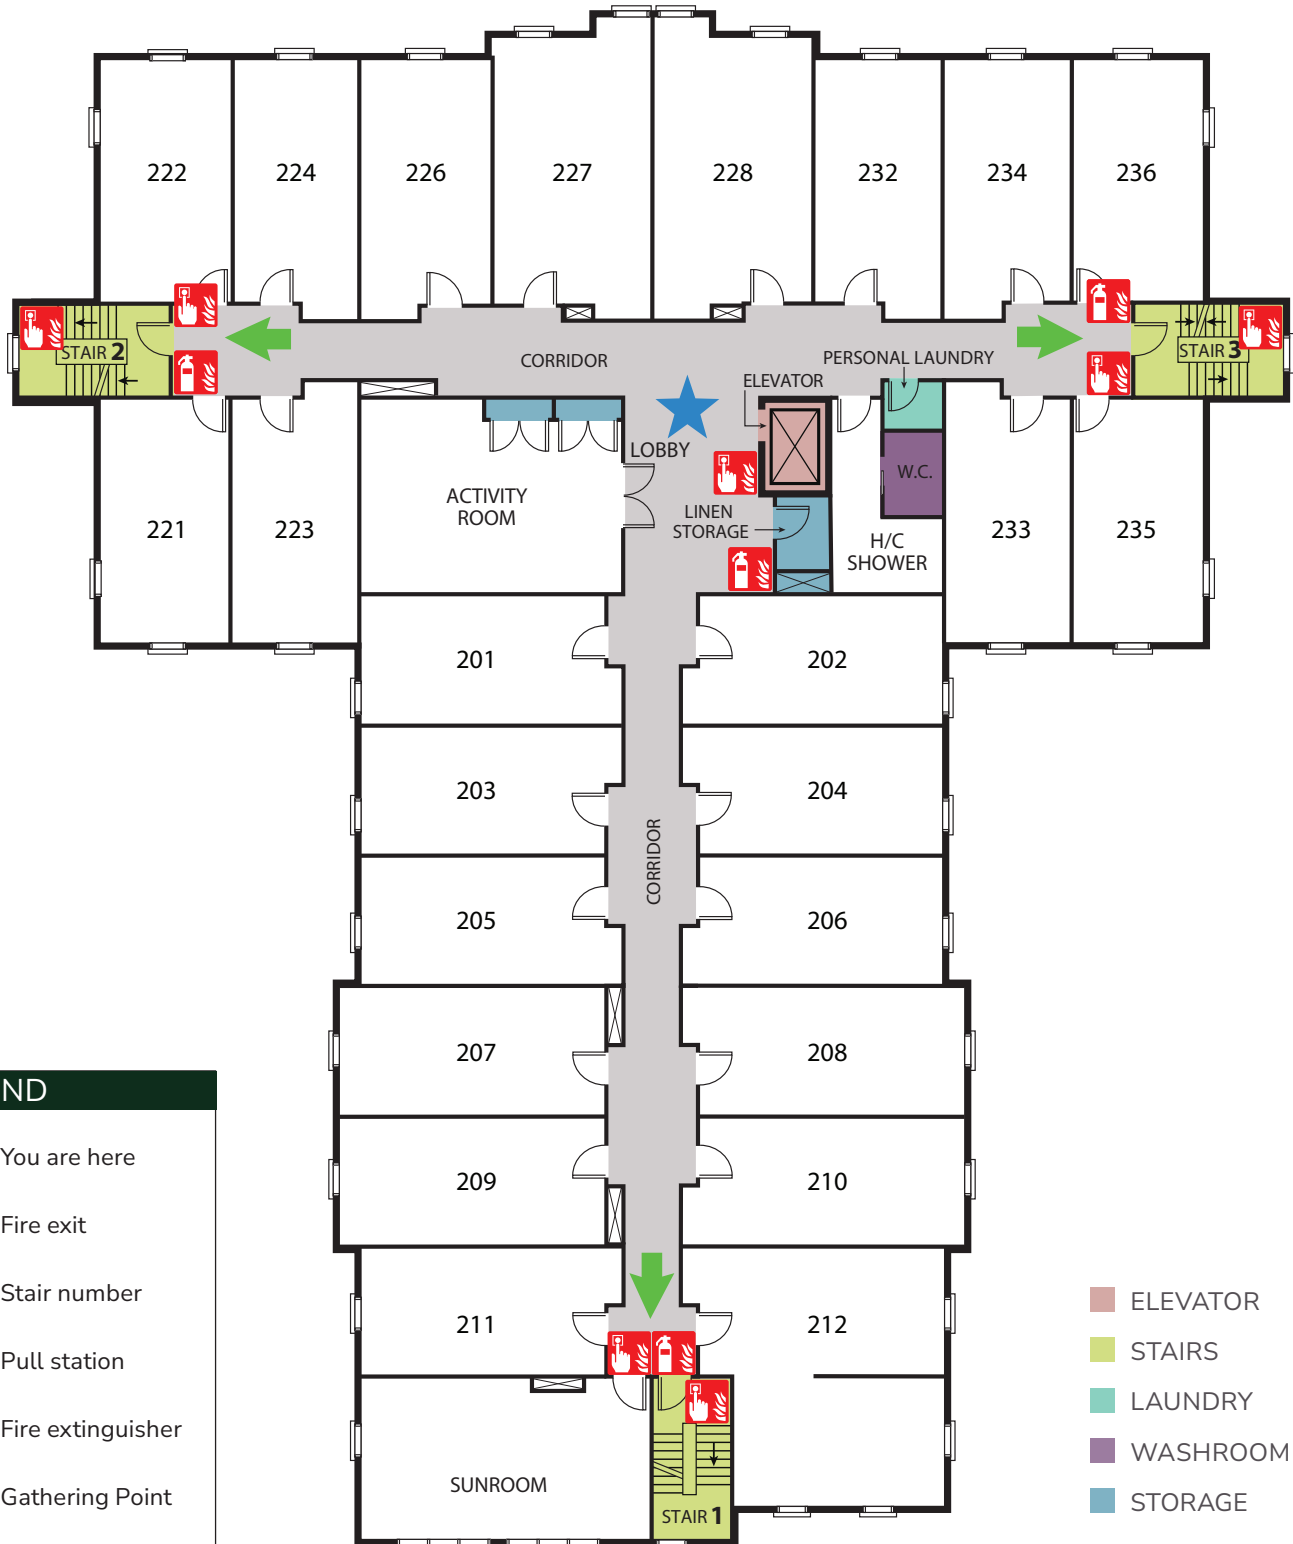 222
224
226
227
228
232
234
236
STAIR 2
CORRIDOR
PERSONAL LAUNDRY
STAIR 3
ELEVATOR
LOBBY
ACTIVITY
ROOM
LINEN
STORAGE
W.C.
H/C
SHOWER
221
223
233
235
201
202
203
204
CORRIDOR
205
206
207
208
209
210
211
212
SUNROOM
STAIR 1
ND
You are here
Fire exit
Stair number
Pull station
Fire extinguisher
Gathering Point
ELEVATOR
STAIRS
LAUNDRY
WASHROOM
STORAGE